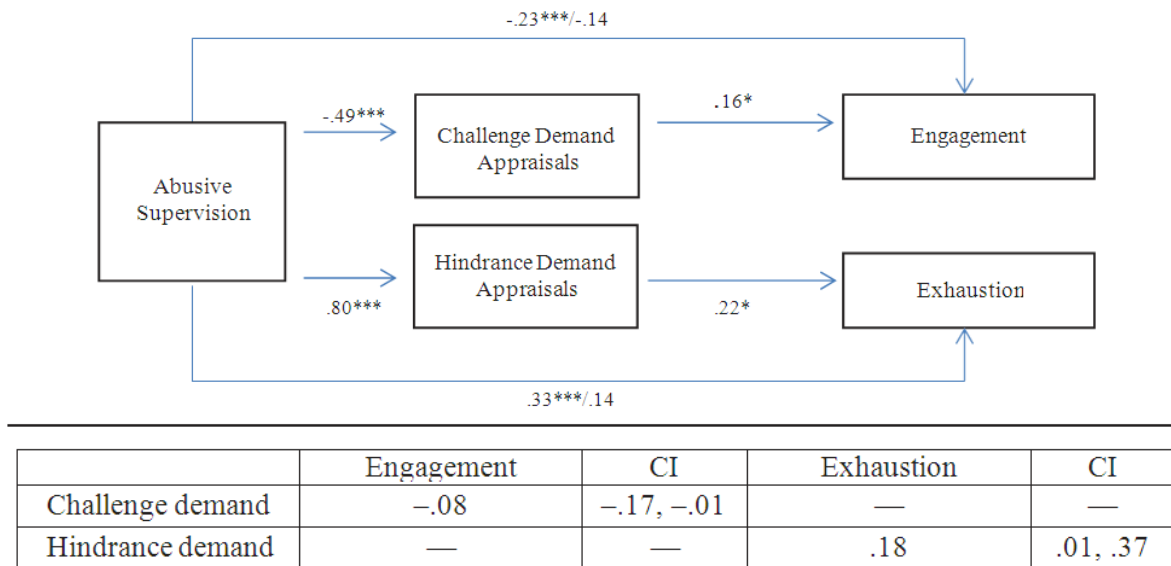 -.23***/-.14
-.49***
.16*
Challenge Demand
Appraisals
Engagement
Abusive
Supervision
Hindrance Demand
Appraisals
Exhaustion
.80***
.22*
.33***/.14
Engagement CI Exhaustion CI
Challenge demand –.08 –.17, –.01 — —
Hindrance demand — — .18 .01, .37